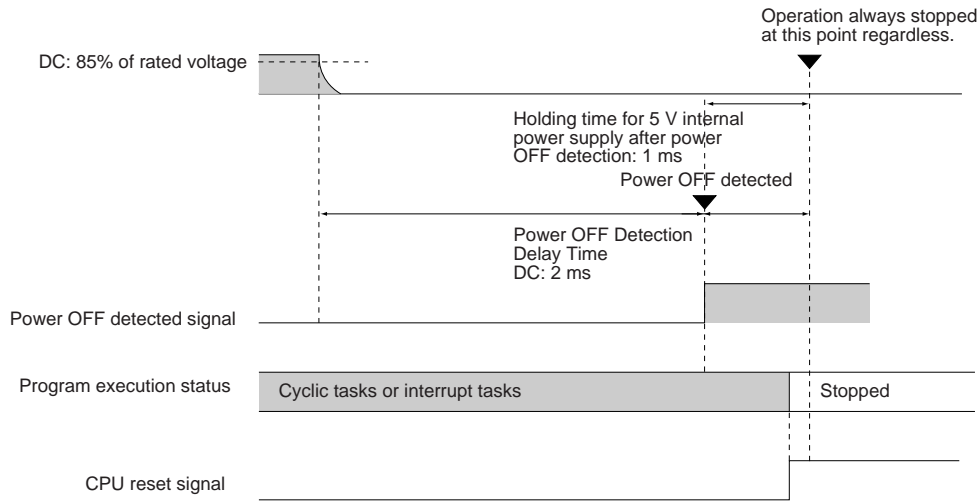 Operation always stopped
at this point regardless.
DC: 85% of rated voltage
Holding time for 5 V internal
power supply after power
OFF detection: 1 ms
Power OFF detected
Power OFF Detection
Delay Time
DC: 2 ms
Power OFF detected signal
Program execution status
Cyclic tasks or interrupt tasks
Stopped
CPU reset signal